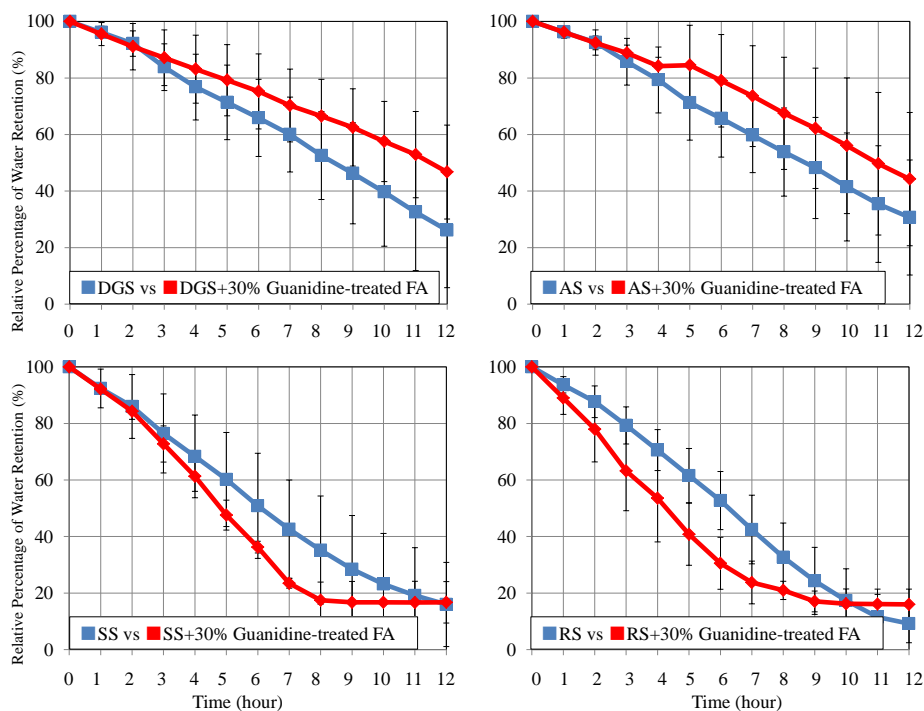 Relative Percentage of Water Retention (%)
100
80
60
40
20
0
DGS vs DGS+30% Guanidine-treated FA
0 1 2 3 4 5 6 7 8 9 10 11 12
100
80
60
40
20
0
AS vs AS+30% Guanidine-treated FA
0 1 2 3 4 5 6 7 8 9 10 11 12
Relative Percentage of Water Retention (%)
100
80
60
40
20
0
SS vs SS+30% Guanidine-treated FA
0 1 2 3 4 5 6 7 8 9 10 11 12
Time (hour)
100
80
60
40
20
0
RS vs RS+30% Guanidine-treated FA
0 1 2 3 4 5 6 7 8 9 10 11 12
Time (hour)